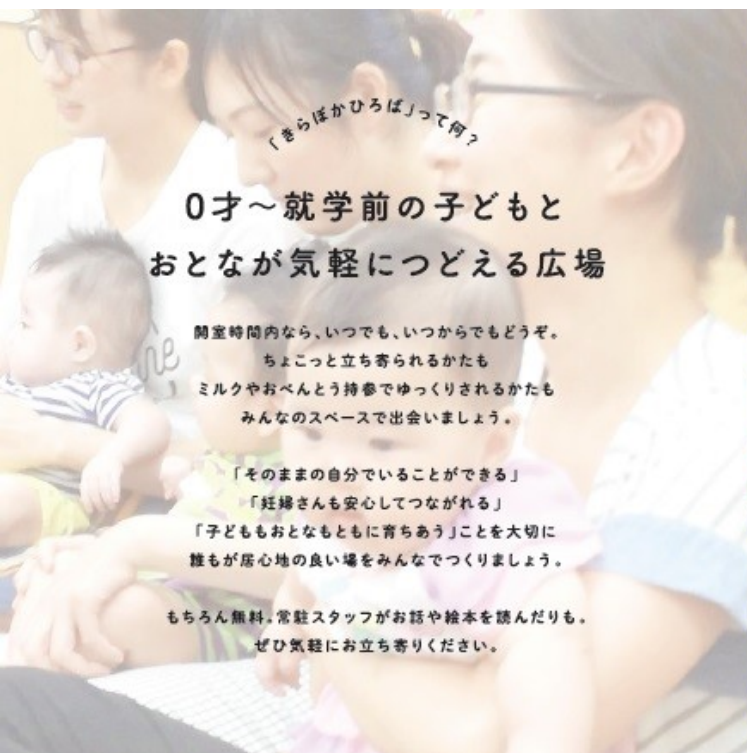 「きらぽかひろば」って何？
0才〜就学前の子どもと
おとなが気軽につどえる広場
開室時間内なら、いつでも、いつからでもどうぞ。
ちょこっと立ち寄られるかたも
ミルクやおべんとう持参でゆっくりされるかたも
みんなのスペースで出会いましょう。
「そのままの自分でいることができる」
「妊婦さんも安心してつながれる」
「子どももおとなもともに育ちあう」ことを大切に
誰もが居心地の良い場をみんなでつくりましょう。
もちろん無料。常駐スタッフがお話や絵本を読んだりも。
ぜひ気軽にお立ち寄りください。